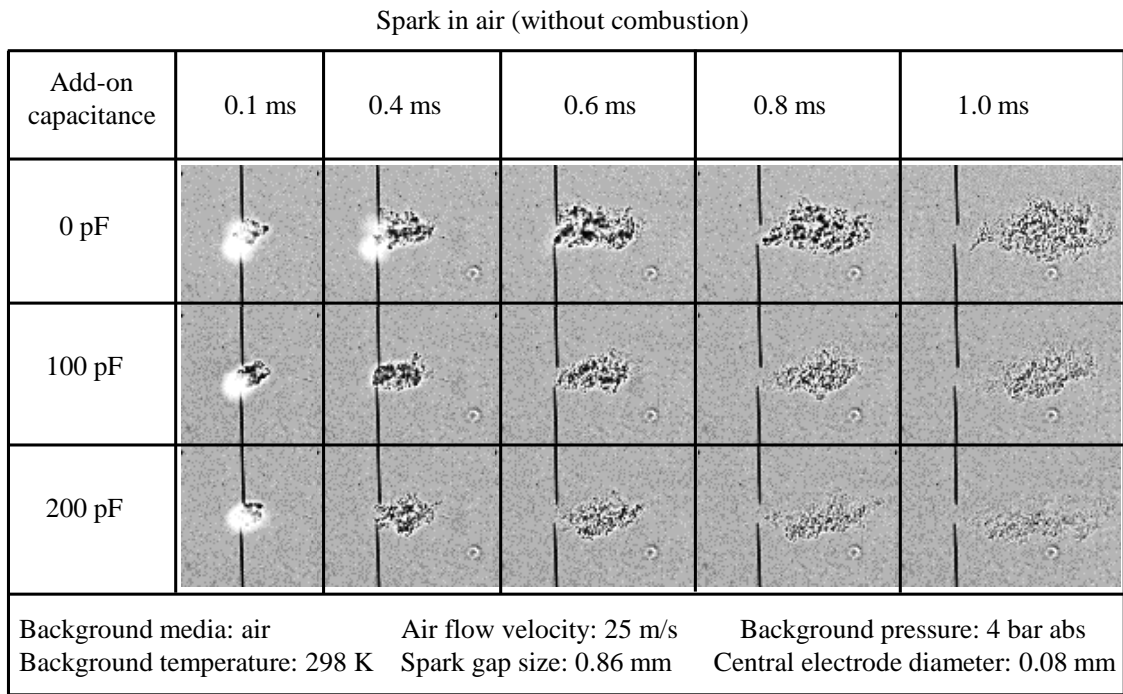 Spark in air (without combustion)
Add-on
capacitance
0.1 ms
0.4 ms
0.6 ms
0.8 ms
1.0 ms
0 pF
100 pF
200 pF
Background media: air
Air flow velocity: 25 m/s
Background pressure: 4 bar abs
Background temperature: 298 K
Spark gap size: 0.86 mm
Central electrode diameter: 0.08 mm